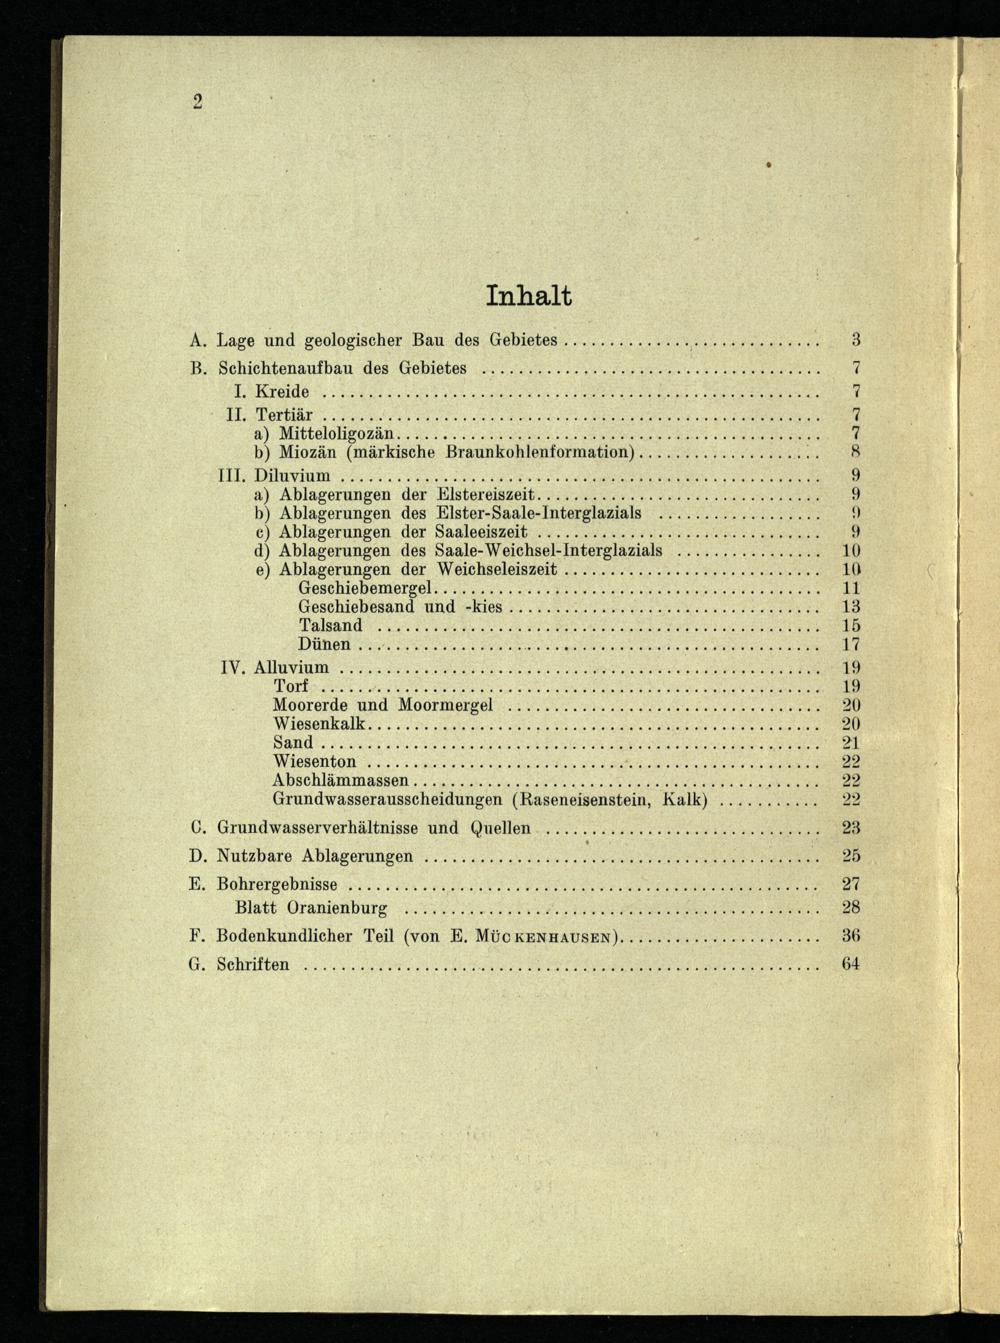 2
Inhalt
A. Lage und geologischer Bau des Gebietes ............................ 3
B. Schichtenaufbau des Gebietes ..................................... 7
I. Kreide ...................................................... 7
II. Tertiär ...................................................... 7
a) Mitteloligozän.............................................. 7
b) Miozän (märkische Braunkohlenformation).................... 8
III. Diluvium .................................................... 9
a) Ablagerungen der Elstereiszeit............................... 9
b) Ablagerungen des Elster-Saale-Interglazials .................. 9
c) Ablagerungen der Saaleeiszeit ............................... 9
d) Ablagerungen des Saale-Weichsel-Interglazials ................ 10
e) Ablagerungen der Weichseleiszeit ............................ 10
Geschiebemergel.......................................... 11
Geschiebesand und -kies .................................. 13
Talsand ................................................ 15
Dünen .................................................. 17
IV. Alluvium .................................................... 19
Torf ...................................................... 19
Moorerde und Moormergel .................................. 20
Wiesenkalk................................................. 20
Sand ...................................................... 21
Wiesenton ................................................. 22
Abschlämmassen ............................................ 22
Grundwasserausscheidungen (Raseneisenstein, Kalk) ........... 22
C. Grundwasserverhältnisse und Quellen .............................. 23
D. Nutzbare Ablagerungen ........................................... 25
E. Bohrergebnisse ................................................... 27
Blatt Oranienburg ............................................. 28
F. Bodenkundlicher Teil (von E. MÜCKENHAUSEN)...................... 36
G. Schriften ........................................................ 64